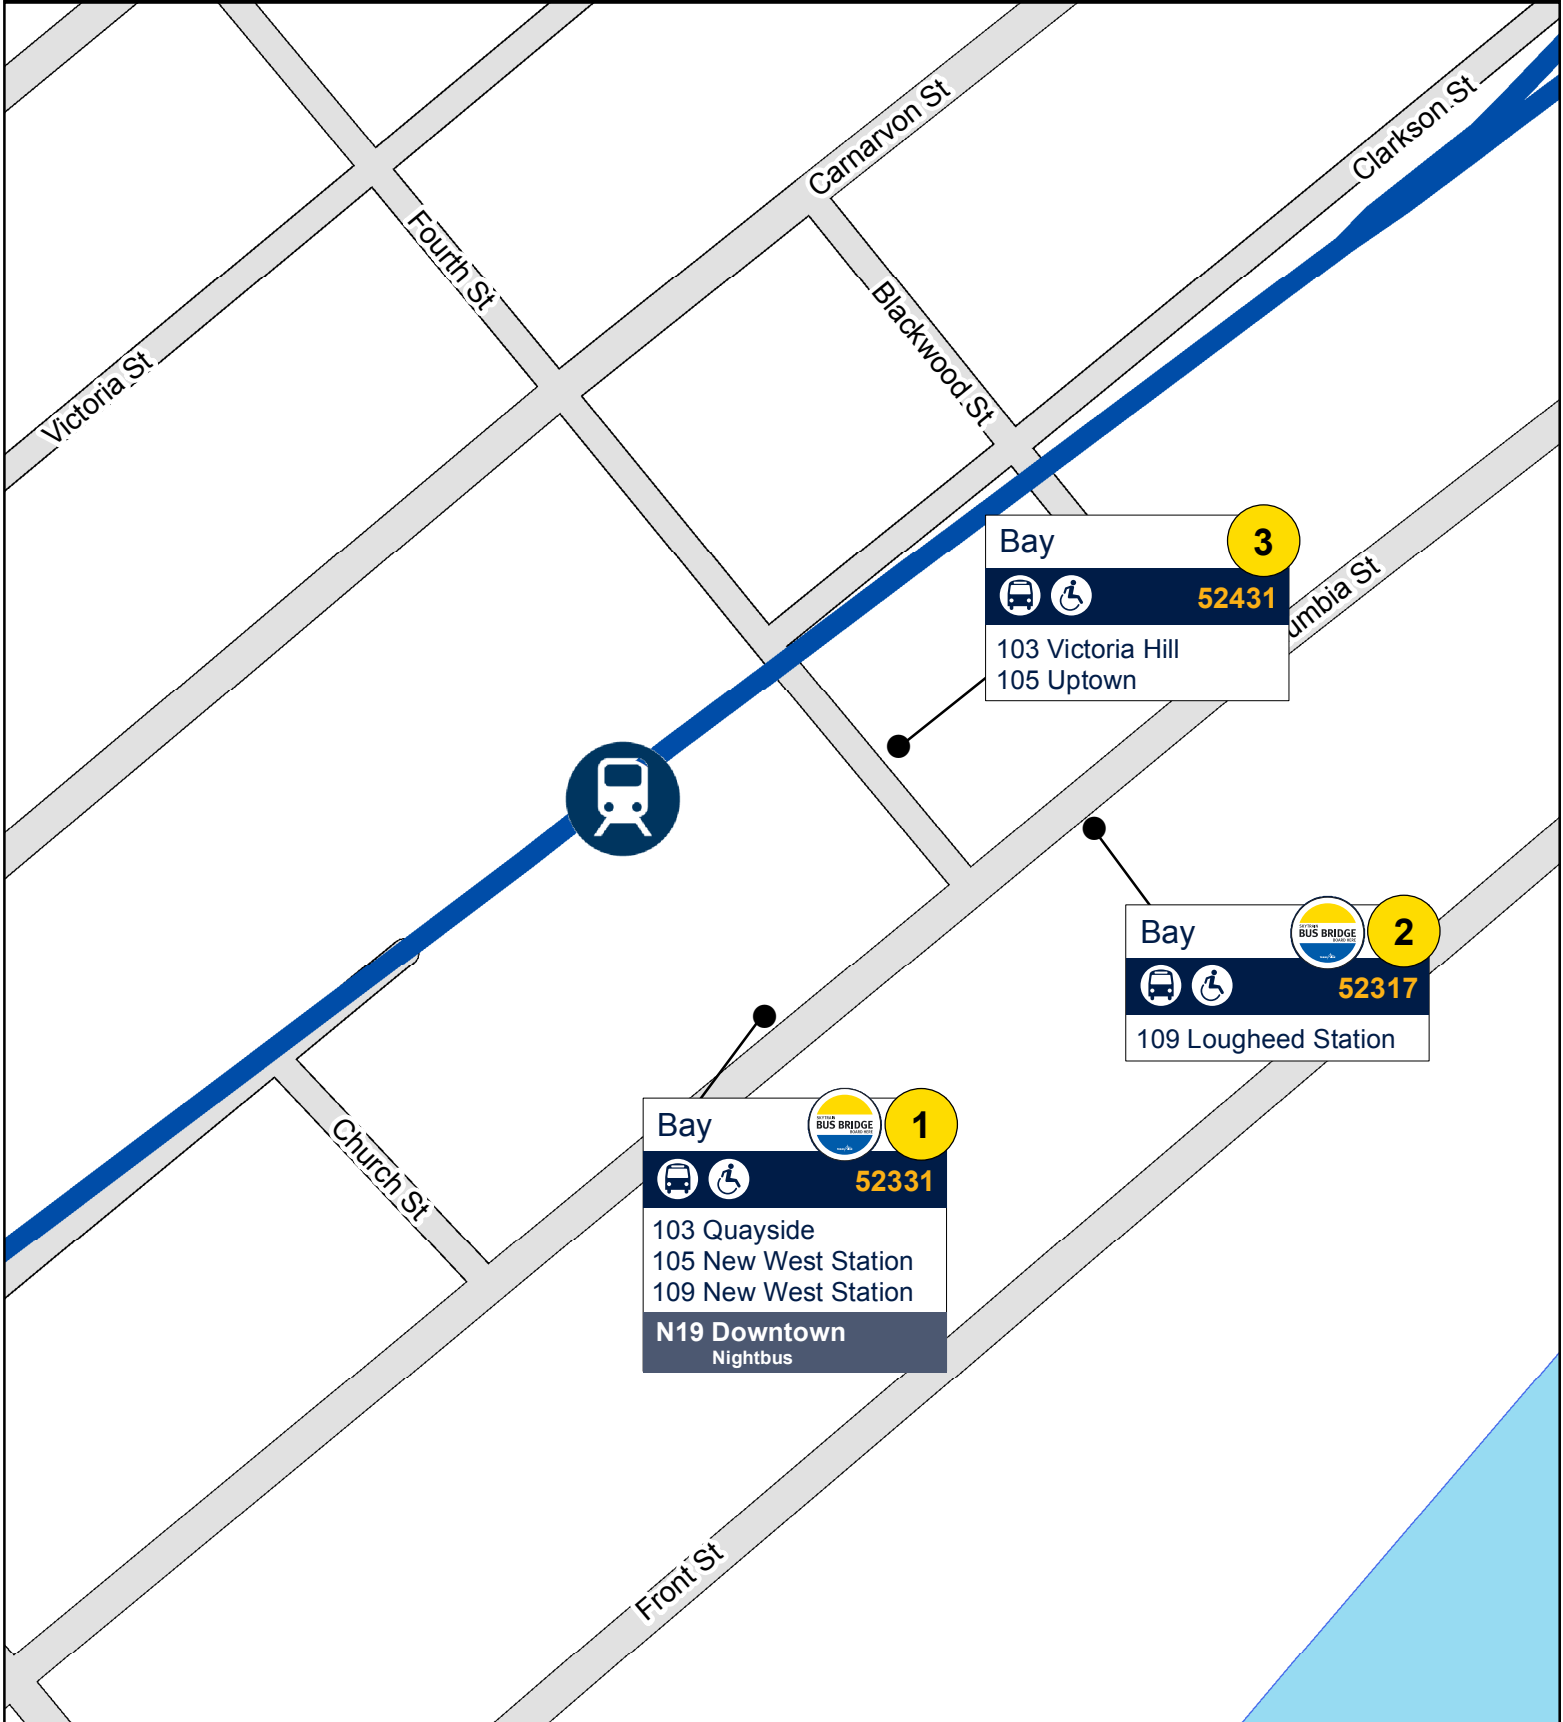 Carnarvon St
Clarkson St
Fourth St
Blackwood St
Victoria St
Bay
3
52431
umbia St
103 Victoria Hill
105 Uptown
Bay
BUS BRIDGE
2
52317
109 Lougheed Station
Bay
BUS BRIDGE
1
52331
103 Quayside
105 New West Station
109 New West Station
N19 Downtown
Nightbus
Church St
Front St